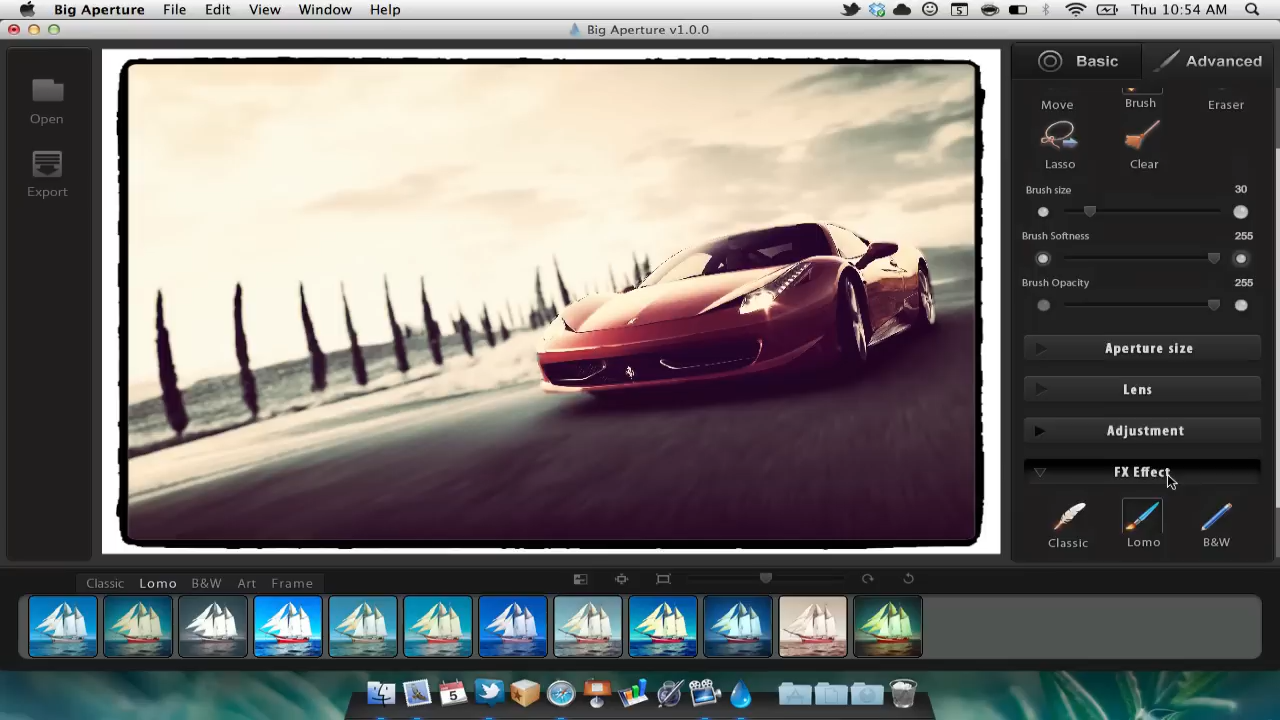 Big Aperture File Edit View Window Help 5 Thu 10:54 AM
Big Aperture v1.0.0
Open
Export
Basic Advanced
Move Brush Eraser
Lasso Clear
Brush size 30
Brush Softness 255
Brush Opacity 255
Aperture size
Lens
Adjustment
FX Effect
Classic Lomo B&W
Classic Lomo B&W Art Frame
5